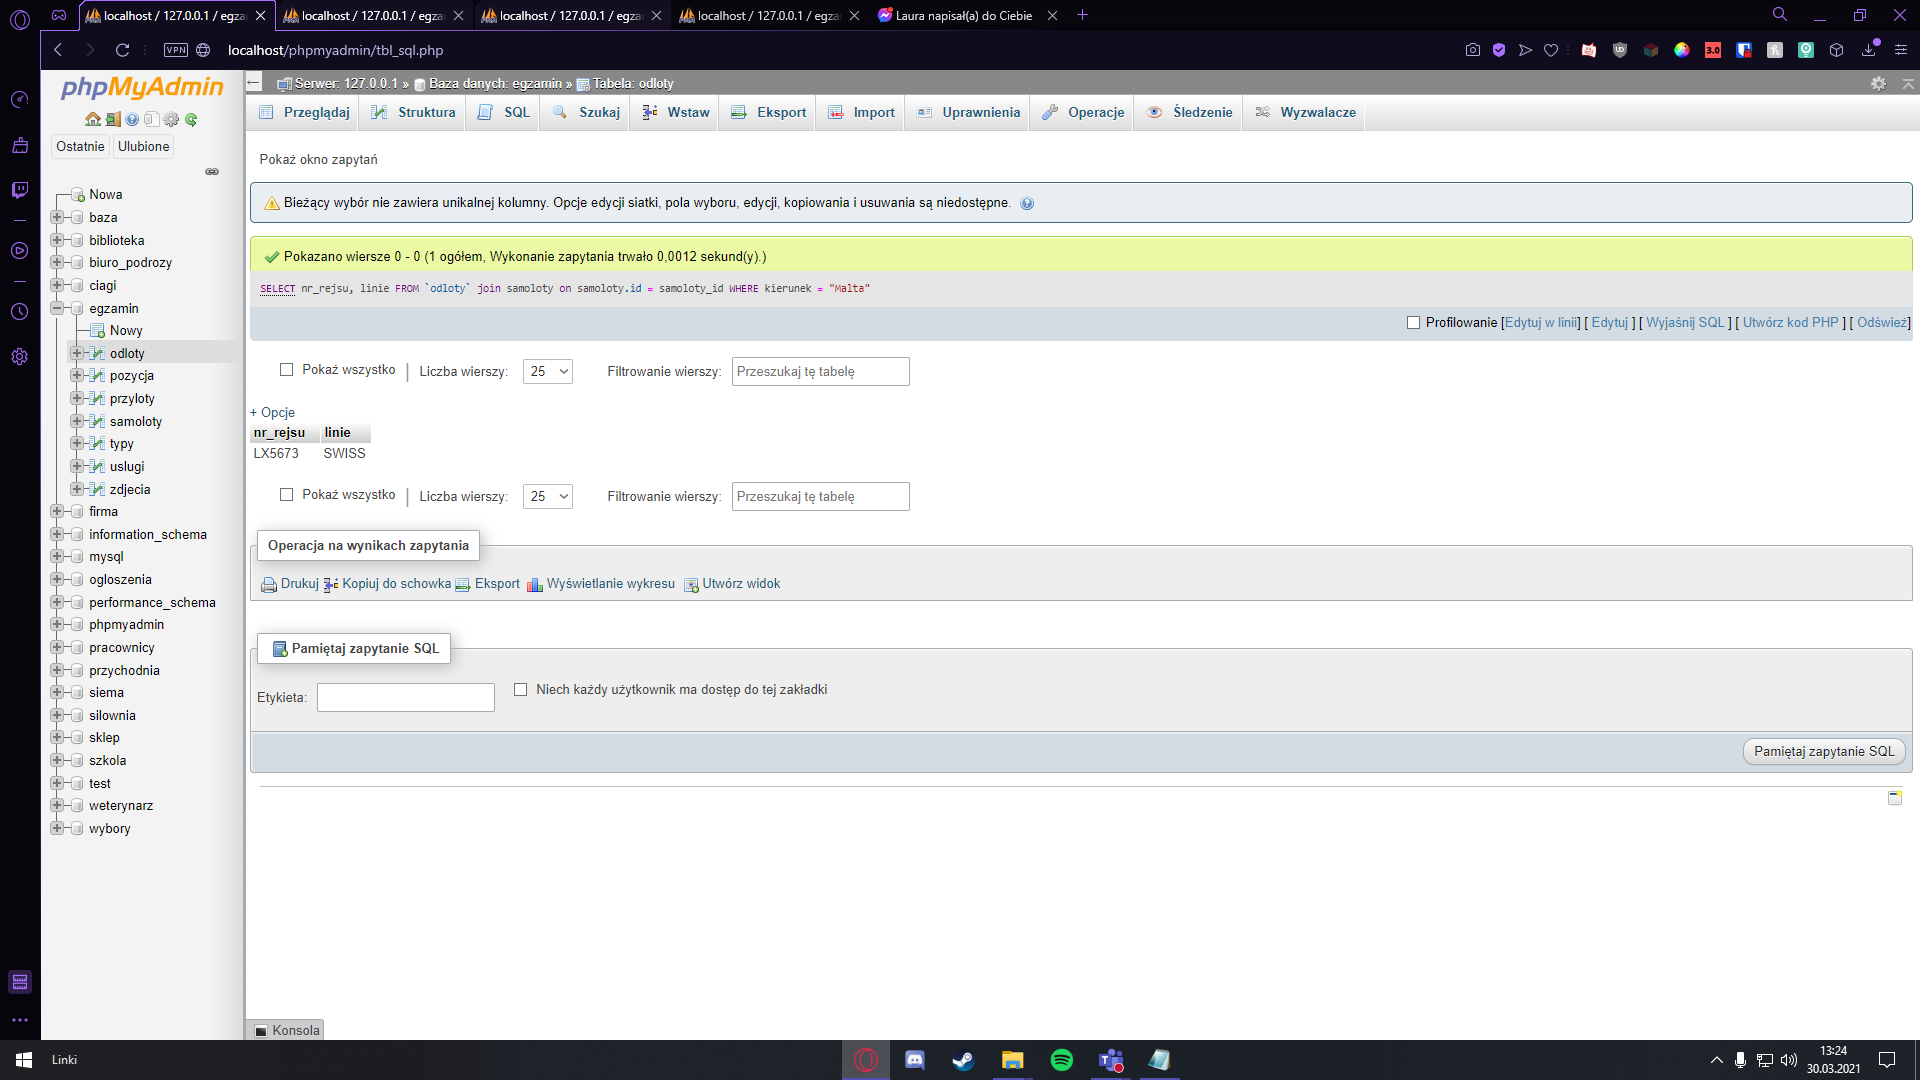 localhost / 127.0.0.1 / egza
localhost / 127.0.0.1 / egza
localhost / 127.0.0.1 / egza
localhost / 127.0.0.1 / egza
Laura napisał(a) do Ciebie
VPN
localhost/phpmyadmin/tbl_sql.php
3.0
phpMyAdmin
Ostatnie
Ulubione
Nowa
baza
biblioteka
biuro_podrozy
ciagi
egzamin
Nowy
odloty
pozycja
przyloty
samoloty
typy
uslugi
zdjecia
firma
information_schema
mysql
ogloszenia
performance_schema
phpmyadmin
pracownicy
przychodnia
siema
silownia
sklep
szkola
test
weterynarz
wybory
Serwer: 127.0.0.1 » Baza danych: egzamin » Tabela: odloty
Przeglądaj
Struktura
SQL
Szukaj
Wstaw
Eksport
Import
Uprawnienia
Operacje
Śledzenie
Wyzwalacze
Pokaż okno zapytań
Bieżący wybór nie zawiera unikalnej kolumny. Opcje edycji siatki, pola wyboru, edycji, kopiowania i usuwania są niedostępne.
Pokazano wiersze 0 - 0 (1 ogółem, Wykonanie zapytania trwało 0,0012 sekund(y).)
SELECT nr_rejsu, linie FROM `odloty` join samoloty on samoloty.id = samoloty_id WHERE kierunek = "Malta"
Profilowanie [Edytuj w linii] [ Edytuj ] [ Wyjaśnij SQL ] [ Utwórz kod PHP ] [ Odśwież]
Pokaż wszystko | Liczba wierszy: 25 Filtrowanie wierszy: Przeszukaj tę tabelę
+ Opcje
nr_rejsu linie
LX5673 SWISS
Pokaż wszystko | Liczba wierszy: 25 Filtrowanie wierszy: Przeszukaj tę tabelę
Operacja na wynikach zapytania
Drukuj Kopiuj do schowka Eksport Wyświetlanie wykresu Utwórz widok
Pamiętaj zapytanie SQL
Etykieta:
Niech każdy użytkownik ma dostęp do tej zakładki
Pamiętaj zapytanie SQL
Konsola
Linki
13:24
30.03.2021